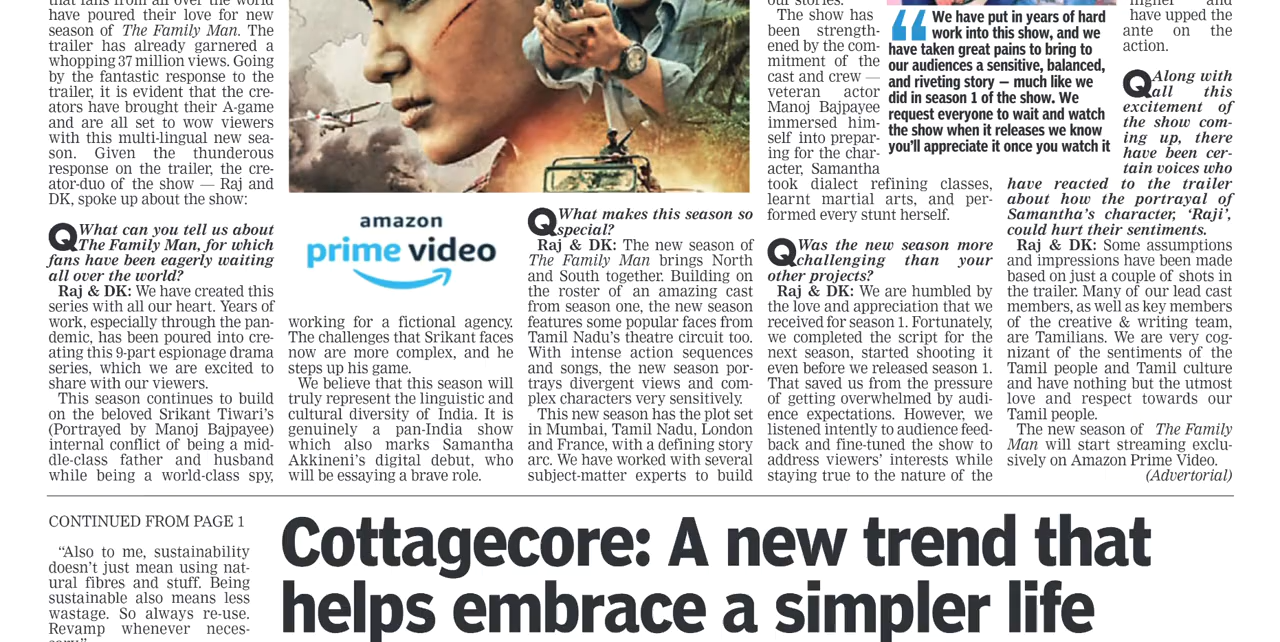 that fans from all over the world
have poured their love for new
season of The Family Man. The
trailer has already garnered a
whopping 37 million views. Going
by the fantastic response to the
trailer, it is evident that the cre-
ators have brought their A-game
and are all set to wow viewers
with this multi-lingual new sea-
son. Given the thunderous
response on the trailer, the cre-
ator-duo of the show — Raj and
DK, spoke up about the show:
Q What can you tell us about
The Family Man, for which
fans have been eagerly waiting
all over the world?
Raj & DK: We have created this
series with all our heart. Years of
work, especially through the pan-
demic, has been poured into cre-
ating this 9-part espionage drama
series, which we are excited to
share with our viewers.
This season continues to build
on the beloved Srikant Tiwari's
(Portrayed by Manoj Bajpayee)
internal conflict of being a mid-
dle-class father and husband
while being a world-class spy,
amazon
prime video
working for a fictional agency.
The challenges that Srikant faces
now are more complex, and he
steps up his game.
We believe that this season will
truly represent the linguistic and
cultural diversity of India. It is
genuinely a pan-India show
which also marks Samantha
Akkineni's digital debut, who
will be essaying a brave role.
Q What makes this season so
special?
Raj & DK: The new season of
The Family Man brings North
and South together. Building on
the roster of an amazing cast
from season one, the new season
features some popular faces from
Tamil Nadu's theatre circuit too.
With intense action sequences
and songs, the new season por-
trays divergent views and com-
plex characters very sensitively.
This new season has the plot set
in Mumbai, Tamil Nadu, London
and France, with a defining story
arc. We have worked with several
subject-matter experts to build
our stories.
The show has
been strength-
ened by the com-
mitment of the
cast and crew —
veteran actor
Manoj Bajpayee
immersed him-
self into prepar-
ing for the char-
acter, Samantha
took dialect refining classes,
learnt martial arts, and per-
formed every stunt herself.
Q Was the new season more
challenging than your
other projects?
Raj & DK: We are humbled by
the love and appreciation that we
received for season 1. Fortunately,
we completed the script for the
next season, started shooting it
even before we released season 1.
That saved us from the pressure
of getting overwhelmed by audi-
ence expectations. However, we
listened intently to audience feed-
back and fine-tuned the show to
address viewers' interests while
staying true to the nature of the
“ We have put in years of hard
work into this show, and we
have taken great pains to bring to
our audiences a sensitive, balanced,
and riveting story — much like we
did in season 1 of the show. We
request everyone to wait and watch
the show when it releases we know
you'll appreciate it once you watch it
higher and
have upped the
ante on the
action.
Q Along with
all this
excitement of
the show com-
ing up, there
have been cer-
tain voices who
have reacted to the trailer
about how the portrayal of
Samantha's character, 'Raji',
could hurt their sentiments.
Raj & DK: Some assumptions
and impressions have been made
based on just a couple of shots in
the trailer. Many of our lead cast
members, as well as key members
of the creative & writing team,
are Tamilians. We are very cog-
nizant of the sentiments of the
Tamil people and Tamil culture
and have nothing but the utmost
love and respect towards our
Tamil people.
The new season of The Family
Man will start streaming exclu-
sively on Amazon Prime Video.
(Advertorial)
CONTINUED FROM PAGE 1
“Also to me, sustainability
doesn't just mean using nat-
ural fibres and stuff. Being
sustainable also means less
wastage. So always re-use.
Revamp whenever neces-
sary.”
Cottagecore: A new trend that
helps embrace a simpler life